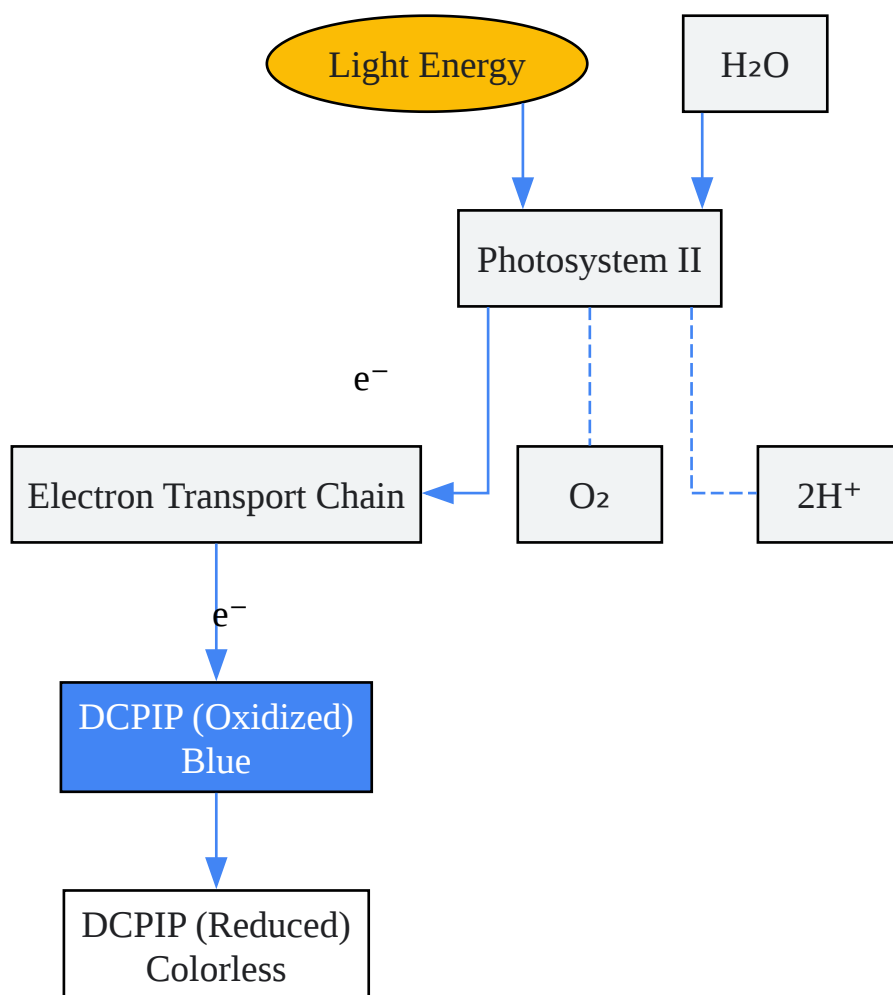 Light Energy
H₂O
Photosystem II
e⁻
Electron Transport Chain
O₂
2H⁺
e⁻
DCPIP (Oxidized)
Blue
DCPIP (Reduced)
Colorless